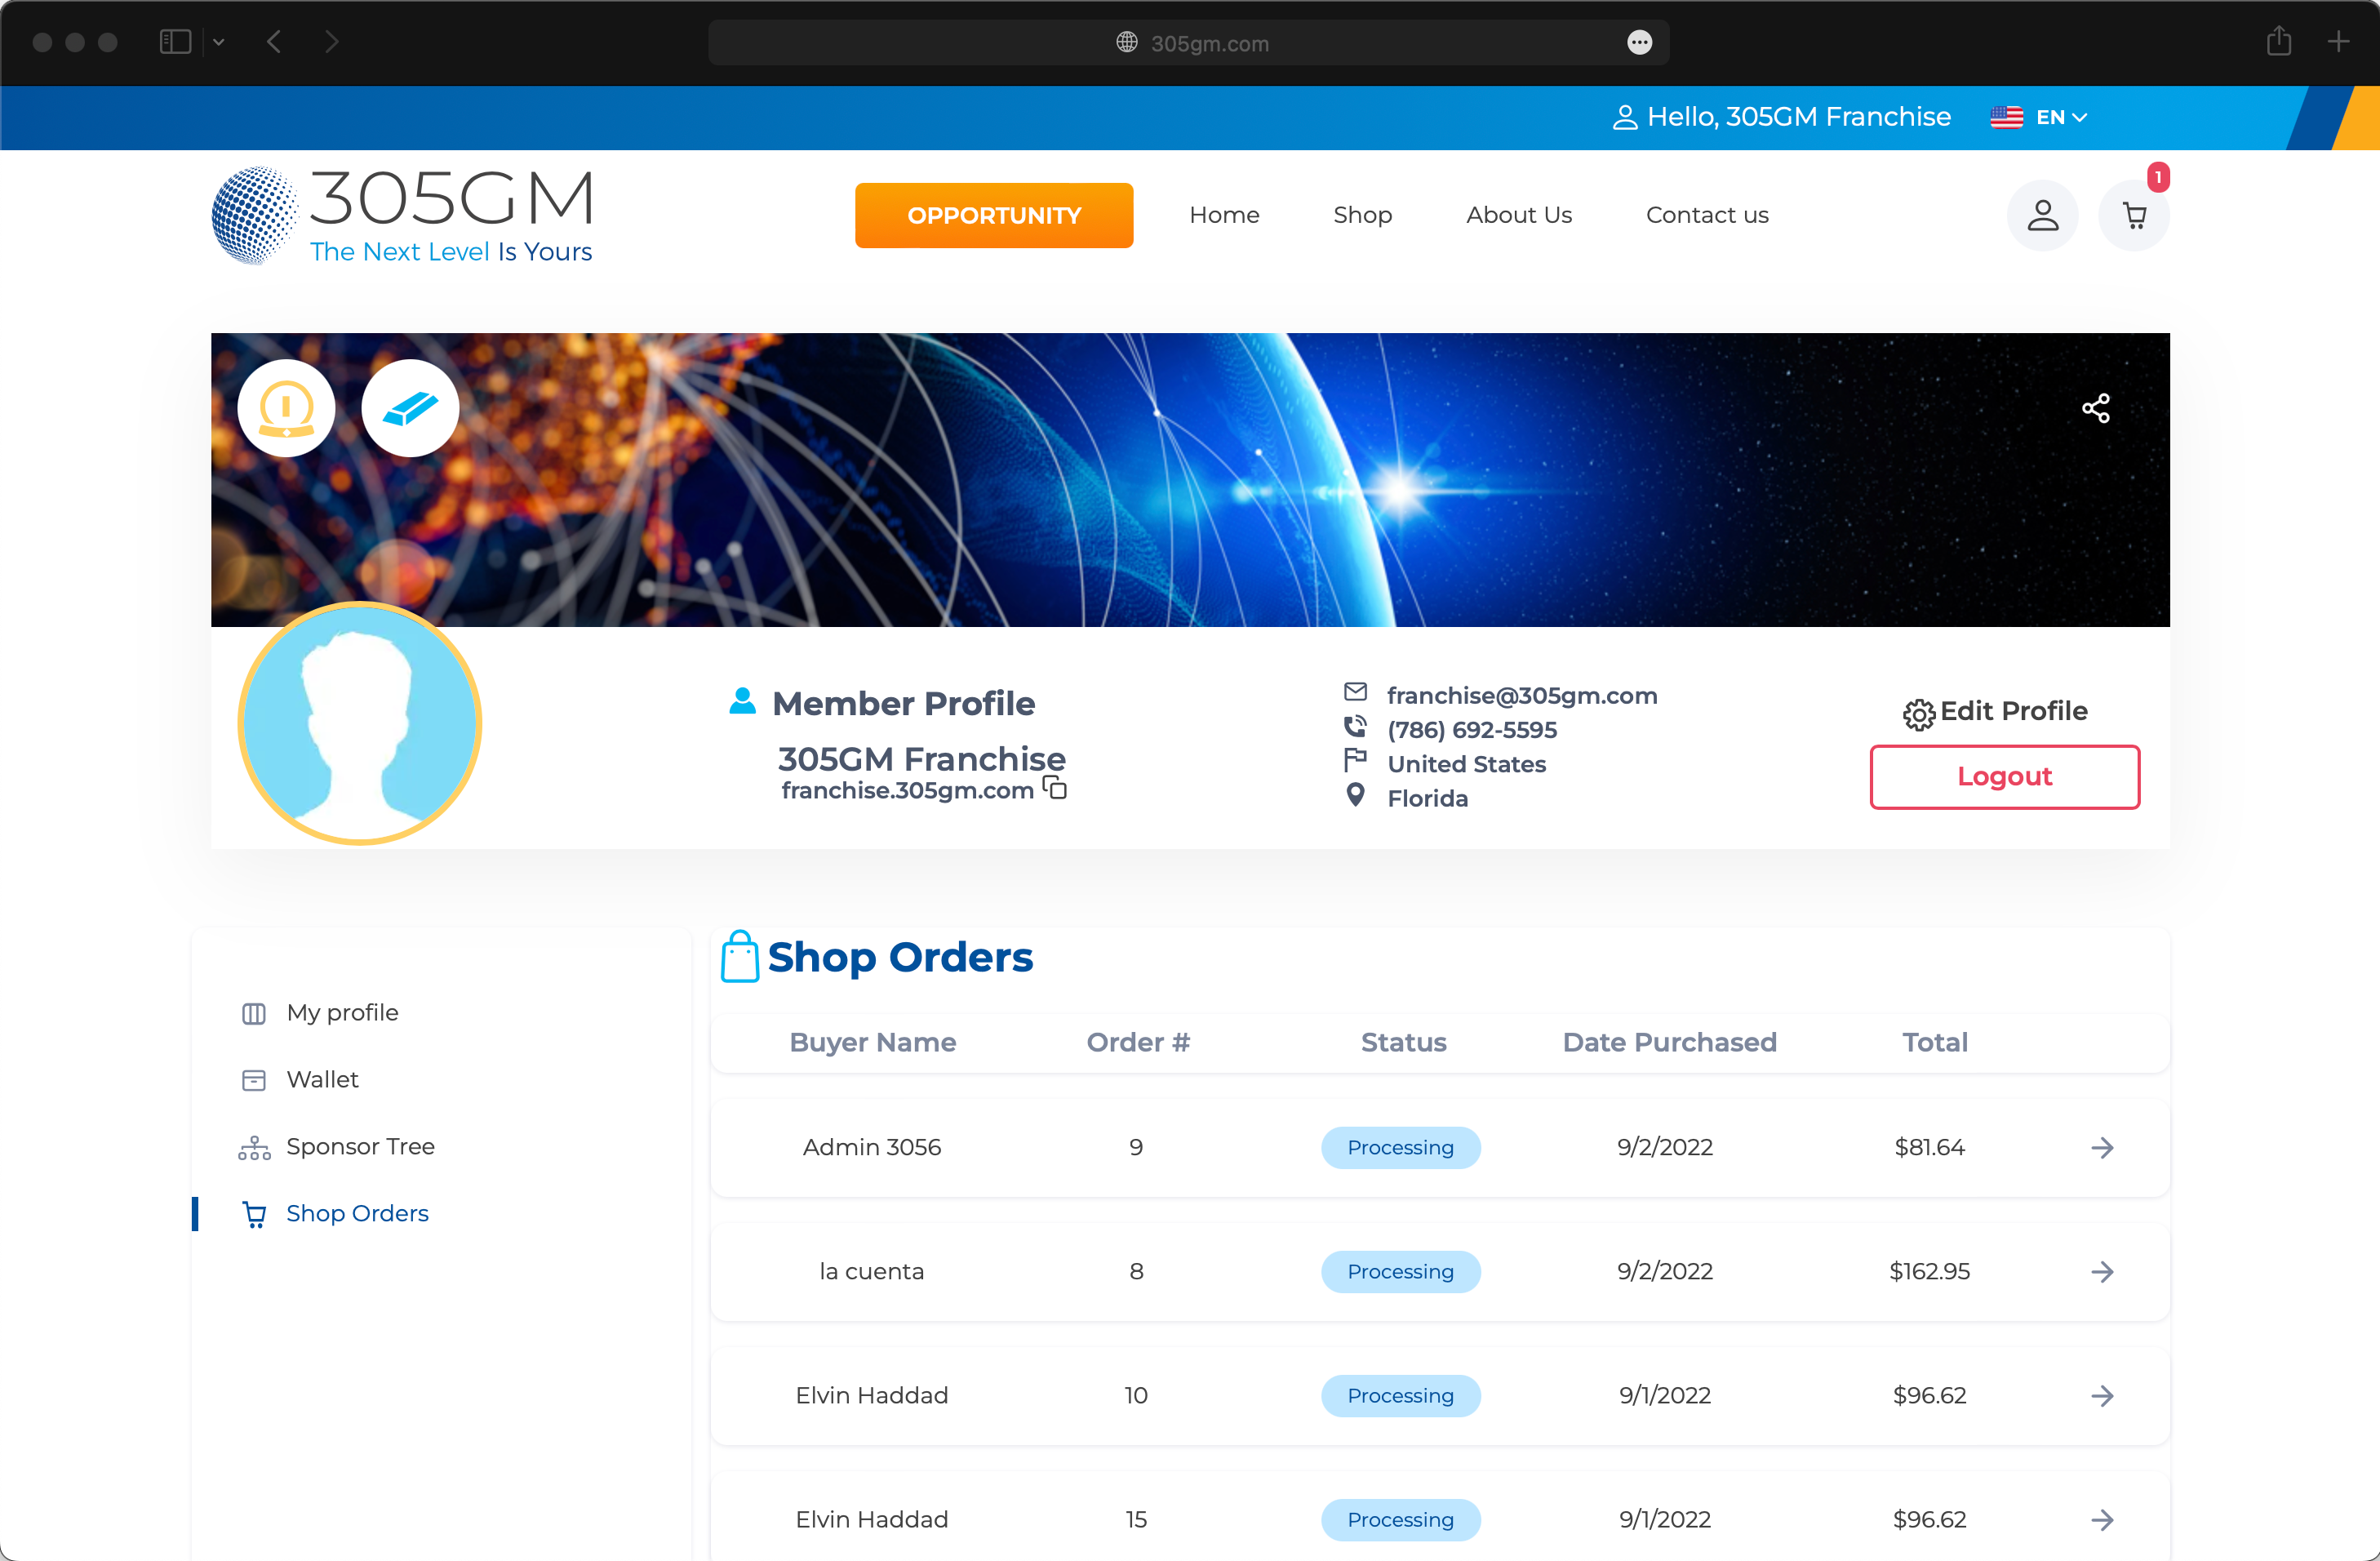 305gm.com
Hello, 305GM Franchise EN
305GM
The Next Level Is Yours
OPPORTUNITY Home Shop About Us Contact us
1
Member Profile
305GM Franchise
franchise.305gm.com
franchise@305gm.com
(786) 692-5595
United States
Florida
Edit Profile
Logout
My profile
Wallet
Sponsor Tree
Shop Orders
Shop Orders
Buyer Name Order # Status Date Purchased Total
Admin 3056 9 Processing 9/2/2022 $81.64
la cuenta 8 Processing 9/2/2022 $162.95
Elvin Haddad 10 Processing 9/1/2022 $96.62
Elvin Haddad 15 Processing 9/1/2022 $96.62